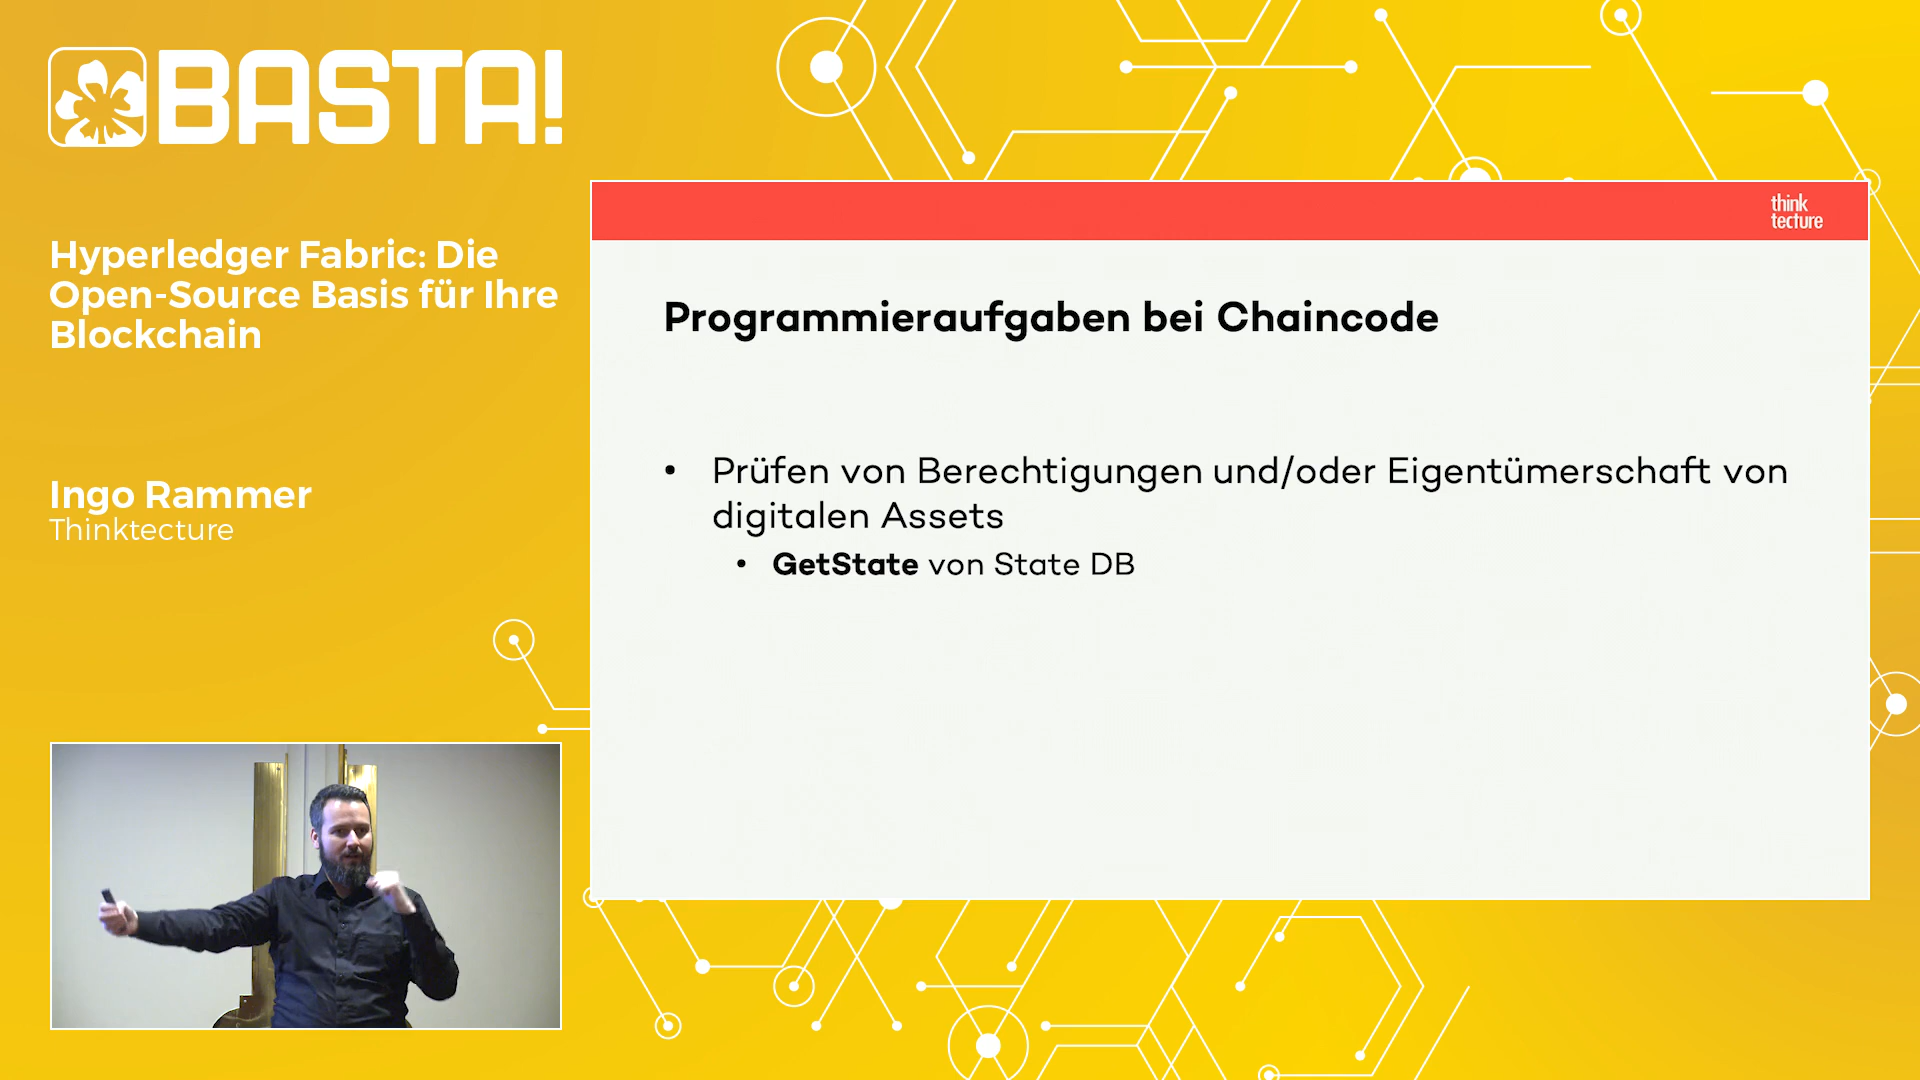 BASTA!
Hyperledger Fabric: Die
Open-Source Basis für Ihre
Blockchain
Ingo Rammer
Thinktecture
think
tecture
Programmieraufgaben bei Chaincode
• Prüfen von Berechtigungen und/oder Eigentümerschaft von
digitalen Assets
• GetState von State DB